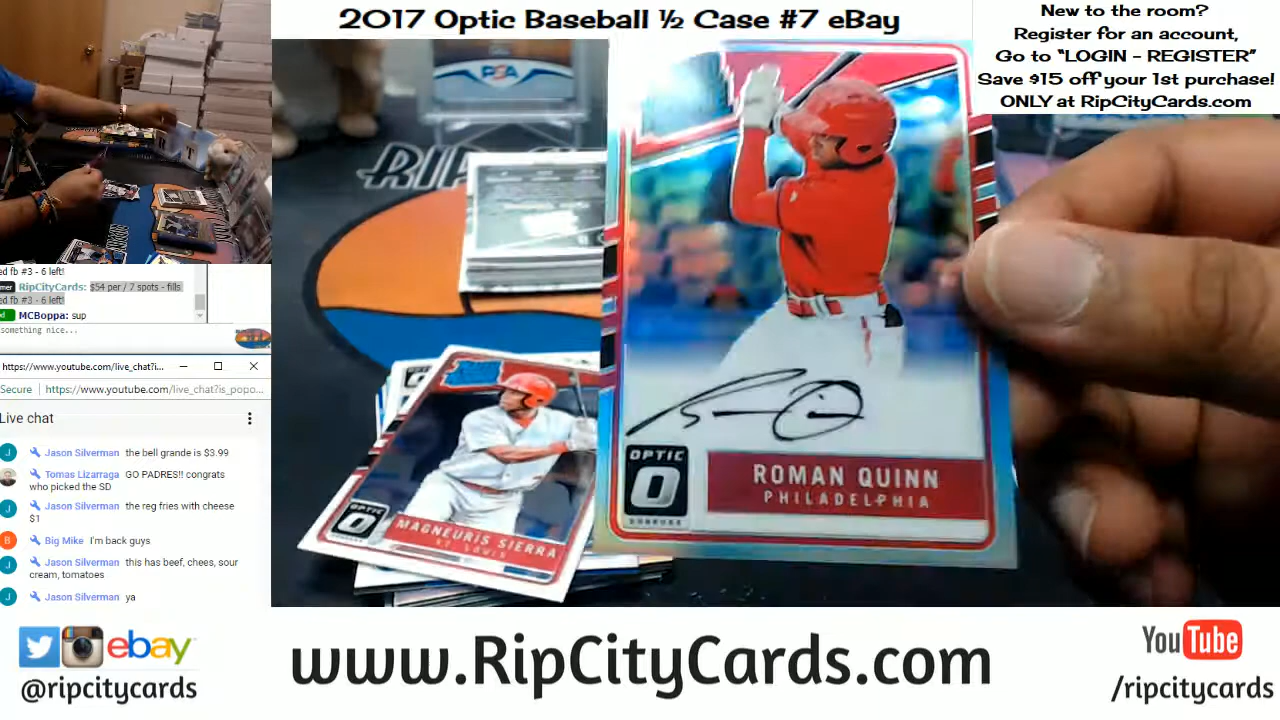 2017 Optic Baseball ½ Case #7 eBay
New to the room?
Register for an account,
Go to “LOGIN - REGISTER”
Save $15 off your 1st purchase!
ONLY at RipCityCards.com
PSA
RIP
ed fb #3 - 6 left!
RipCityCards: $54 per / 7 spots - fills
ed fb #3 - 6 left!
MCBoppa: sup
something nice...
https://www.youtube.com/live_chat?i...
Secure https://www.youtube.com/live_chat?is_popo...
Live chat
Jason Silverman the bell grande is $3.99
Tomas Lizarraga GO PADRES!! congrats
who picked the SD
Jason Silverman the reg fries with cheese
$1
Big Mike I'm back guys
Jason Silverman this has beef, chees, sour
cream, tomatoes
Jason Silverman ya
OPTIC
MAGNEURIS SIERRA
ST. LOUIS
OPTIC
DONRUSS
ROMAN QUINN
PHILADELPHIA
ebay
@ripcitycards
www.RipCityCards.com
YouTube
/ripcitycards